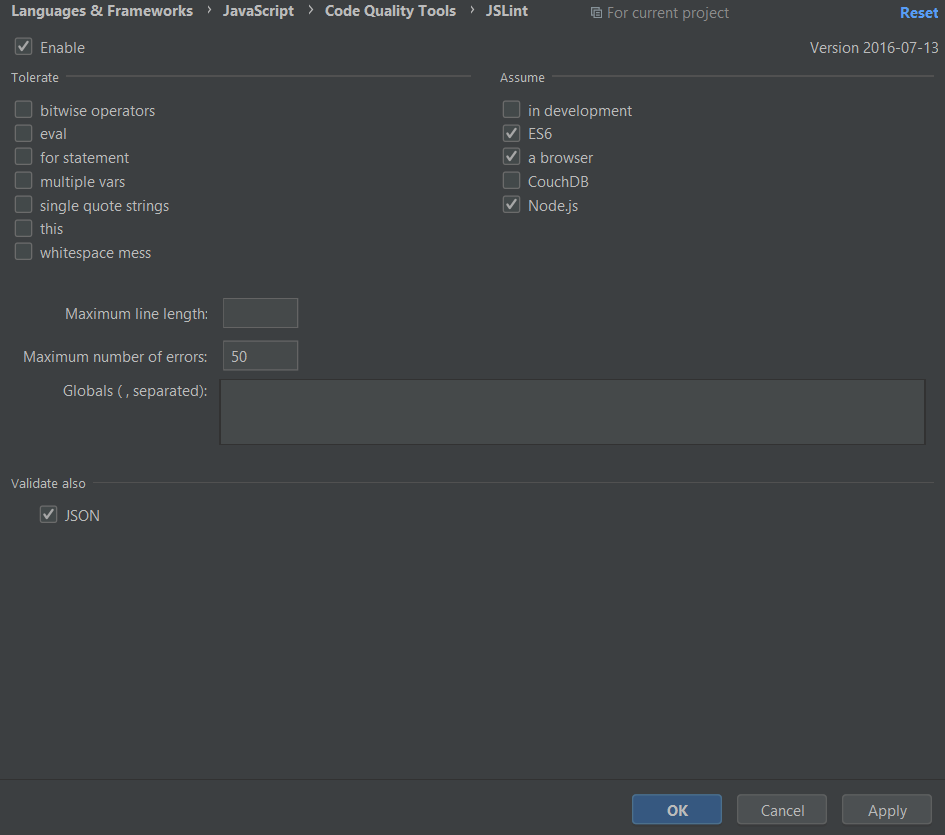 Languages & Frameworks › JavaScript › Code Quality Tools › JSLint For current project Reset
Enable Version 2016-07-13
Tolerate
bitwise operators
eval
for statement
multiple vars
single quote strings
this
whitespace mess
Assume
in development
ES6
a browser
CouchDB
Node.js
Maximum line length:
Maximum number of errors: 50
Globals ( , separated):
Validate also
JSON
OK Cancel Apply